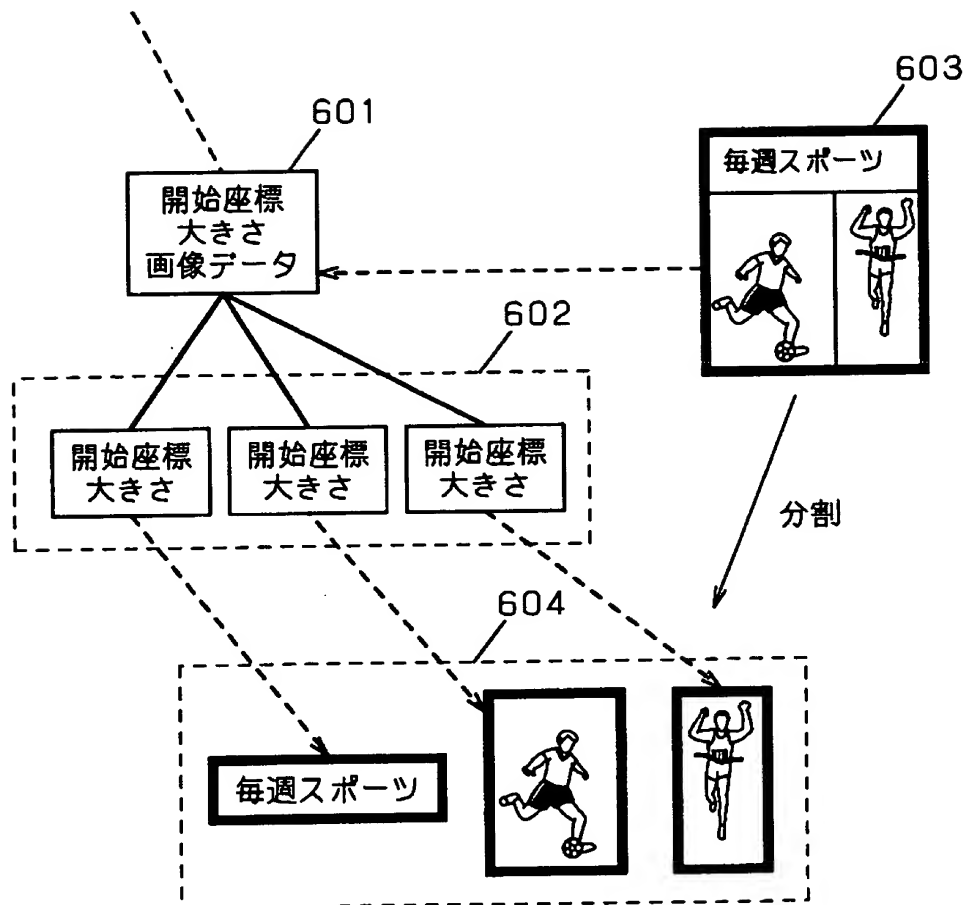 601
603
開始座標
大きさ
画像データ
毎週スポーツ
602
開始座標
大きさ
開始座標
大きさ
開始座標
大きさ
分割
604
毎週スポーツ